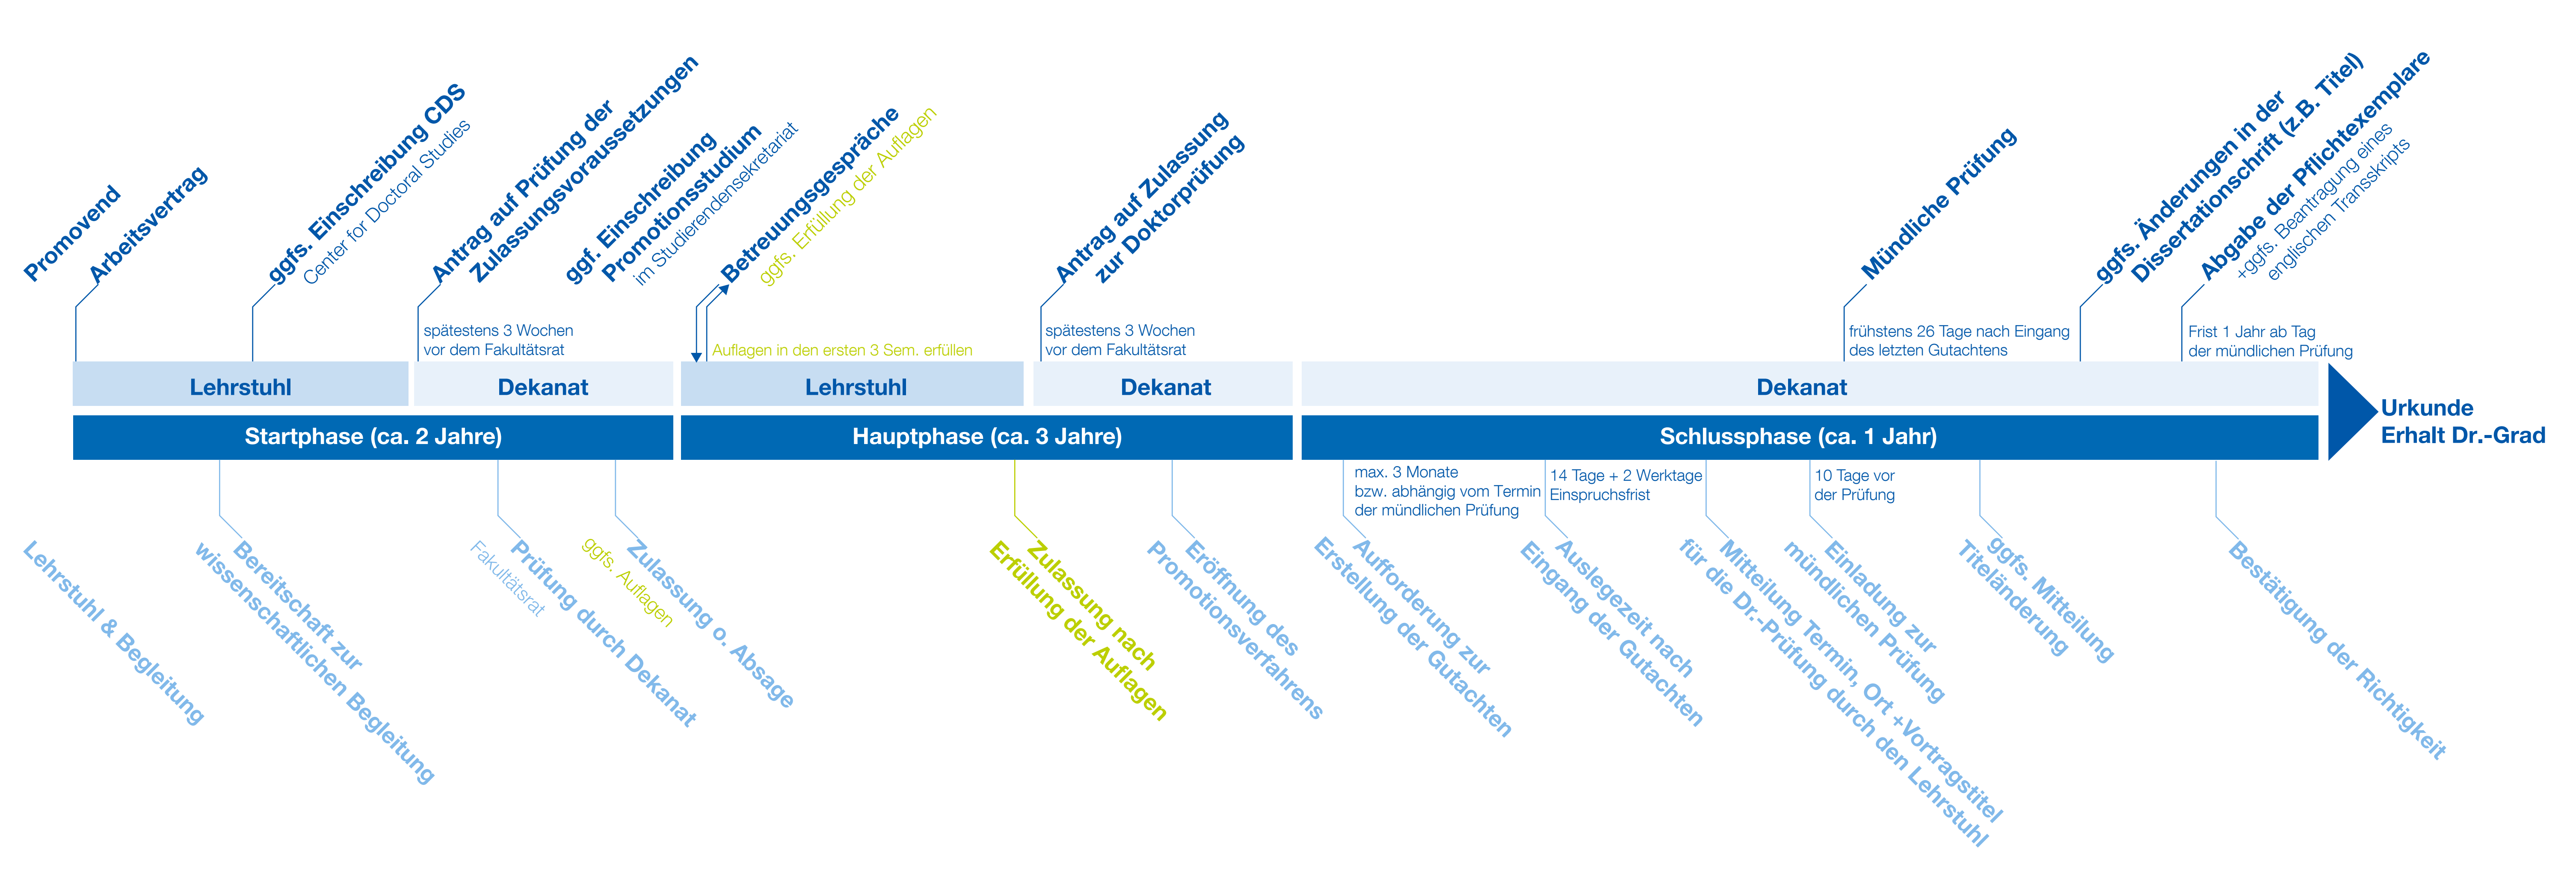 Promovend
Arbeitsvertrag
ggfs. Einschreibung CDS
Center for Doctoral Studies
Antrag auf Prüfung der
Zulassungsvoraussetzungen
ggf. Einschreibung
Promotionsstudium
im Studierendensekretariat
Betreuungsgespräche
ggfs. Erfüllung der Auflagen
Antrag auf Zulassung
zur Doktorprüfung
Mündliche Prüfung
ggfs. Änderungen in der
Dissertationschrift (z.B. Titel)
Abgabe der Pflichtexemplare
+ggfs. Beantragung eines
englischen Transskripts
spätestens 3 Wochen
vor dem Fakultätsrat
Auflagen in den ersten 3 Sem. erfüllen
spätestens 3 Wochen
vor dem Fakultätsrat
frühstens 26 Tage nach Eingang
des letzten Gutachtens
Frist 1 Jahr ab Tag
der mündlichen Prüfung
Lehrstuhl
Dekanat
Lehrstuhl
Dekanat
Dekanat
Startphase (ca. 2 Jahre)
Hauptphase (ca. 3 Jahre)
Schlussphase (ca. 1 Jahr)
Urkunde
Erhalt Dr.-Grad
max. 3 Monate
bzw. abhängig vom Termin
der mündlichen Prüfung
14 Tage + 2 Werktage
Einspruchsfrist
10 Tage vor
der Prüfung
Lehrstuhl & Begleitung
Bereitschaft zur
wissenschaftlichen Begleitung
Prüfung durch Dekanat
Fakultätsrat
Zulassung o. Absage
ggfs. Auflagen
Zulassung nach
Erfüllung der Auflagen
Eröffnung des
Promotionsverfahrens
Aufforderung zur
Erstellung der Gutachten
Auslegezeit nach
Eingang der Gutachten
Mitteilung Termin, Ort +Vortragstitel
für die Dr.-Prüfung durch den Lehrstuhl
Einladung zur
mündlichen Prüfung
ggfs. Mitteilung
Titeländerung
Bestätigung der Richtigkeit